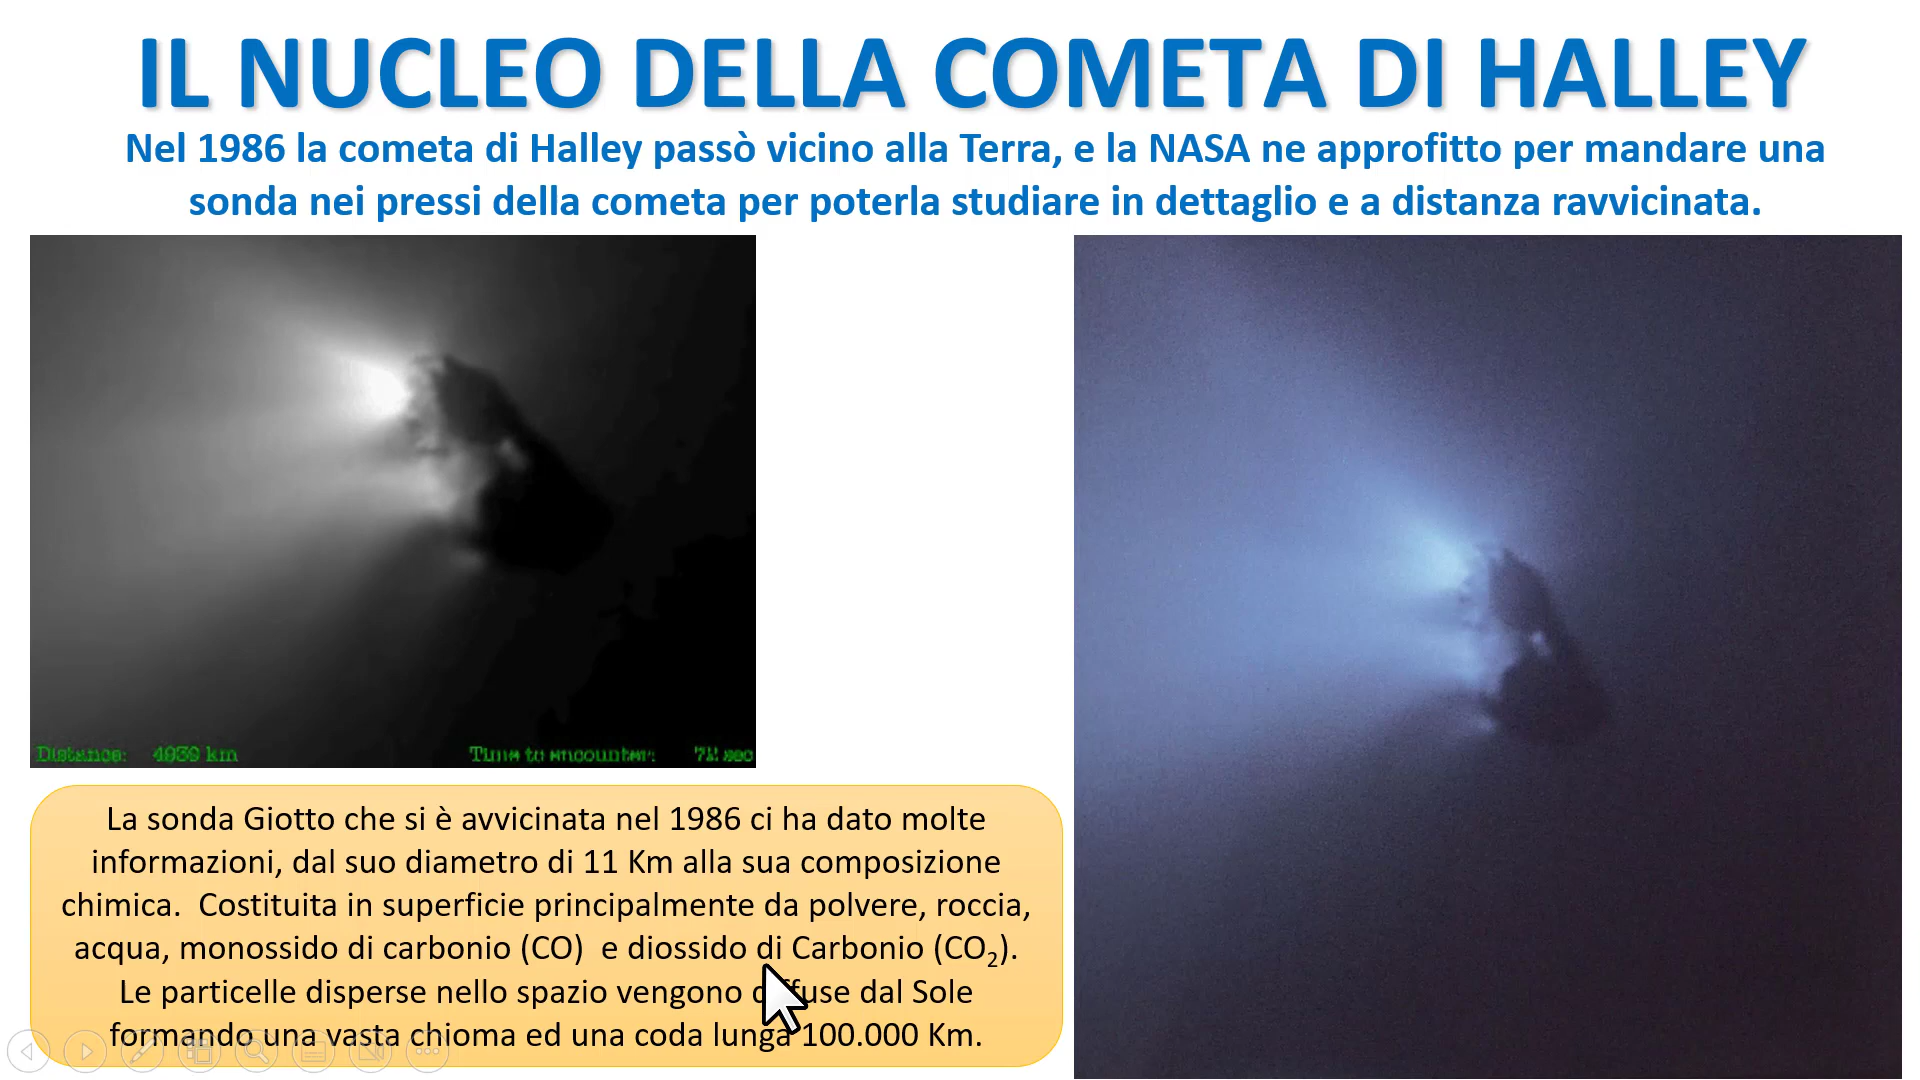 IL NUCLEO DELLA COMETA DI HALLEY
Nel 1986 la cometa di Halley passò vicino alla Terra, e la NASA ne approfitto per mandare una
sonda nei pressi della cometa per poterla studiare in dettaglio e a distanza ravvicinata.
Distance: 4939 km Time to encounter: sec
La sonda Giotto che si è avvicinata nel 1986 ci ha dato molte
informazioni, dal suo diametro di 11 Km alla sua composizione
chimica. Costituita in superficie principalmente da polvere, roccia,
acqua, monossido di carbonio (CO) e diossido di Carbonio (CO₂).
Le particelle disperse nello spazio vengono diffuse dal Sole
formando una vasta chioma ed una coda lunga 100.000 Km.